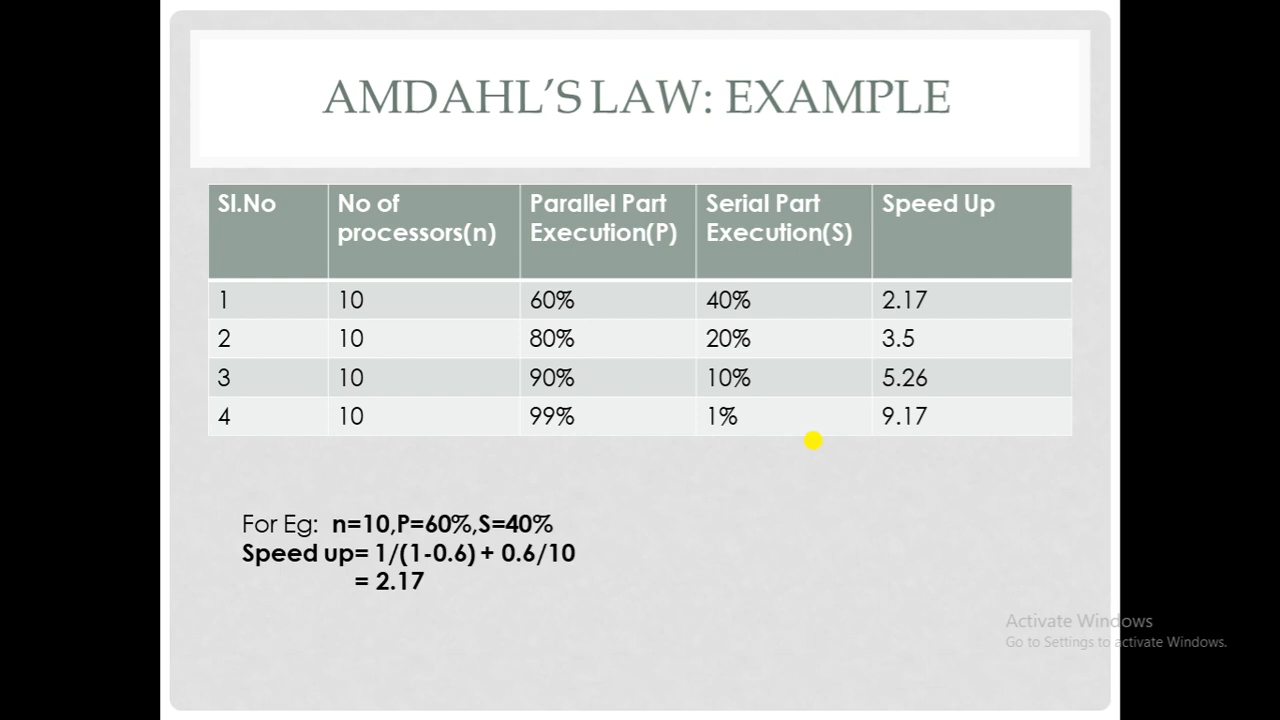 AMDAHL'S LAW: EXAMPLE
Sl.No No of processors(n) Parallel Part Execution(P) Serial Part Execution(S) Speed Up
1 10 60% 40% 2.17
2 10 80% 20% 3.5
3 10 90% 10% 5.26
4 10 99% 1% 9.17
For Eg: n=10,P=60%,S=40%
Speed up= 1/(1-0.6) + 0.6/10
= 2.17
Activate Windows
Go to Settings to activate Windows.